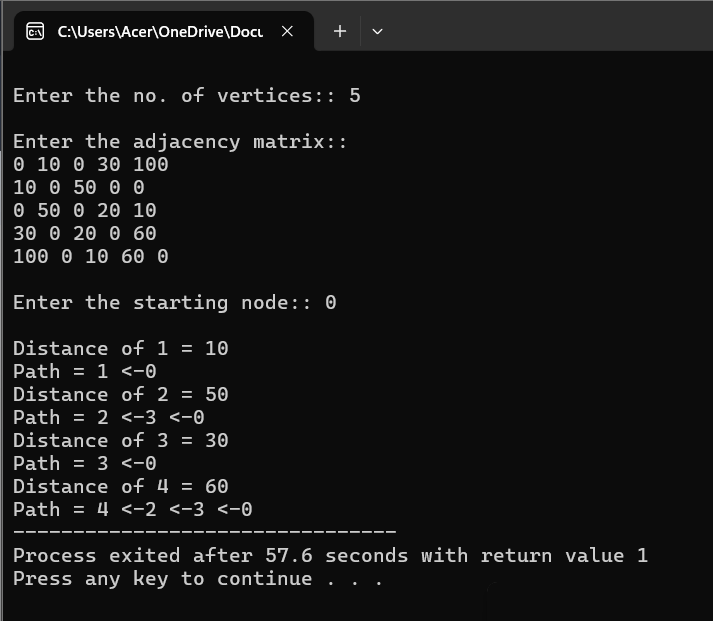 C:\Users\Acer\OneDrive\Docu
Enter the no. of vertices:: 5
Enter the adjacency matrix::
0 10 0 30 100
10 0 50 0 0
0 50 0 20 10
30 0 20 0 60
100 0 10 60 0
Enter the starting node:: 0
Distance of 1 = 10
Path = 1 <-0
Distance of 2 = 50
Path = 2 <-3 <-0
Distance of 3 = 30
Path = 3 <-0
Distance of 4 = 60
Path = 4 <-2 <-3 <-0
--------------------------------
Process exited after 57.6 seconds with return value 1
Press any key to continue . . .